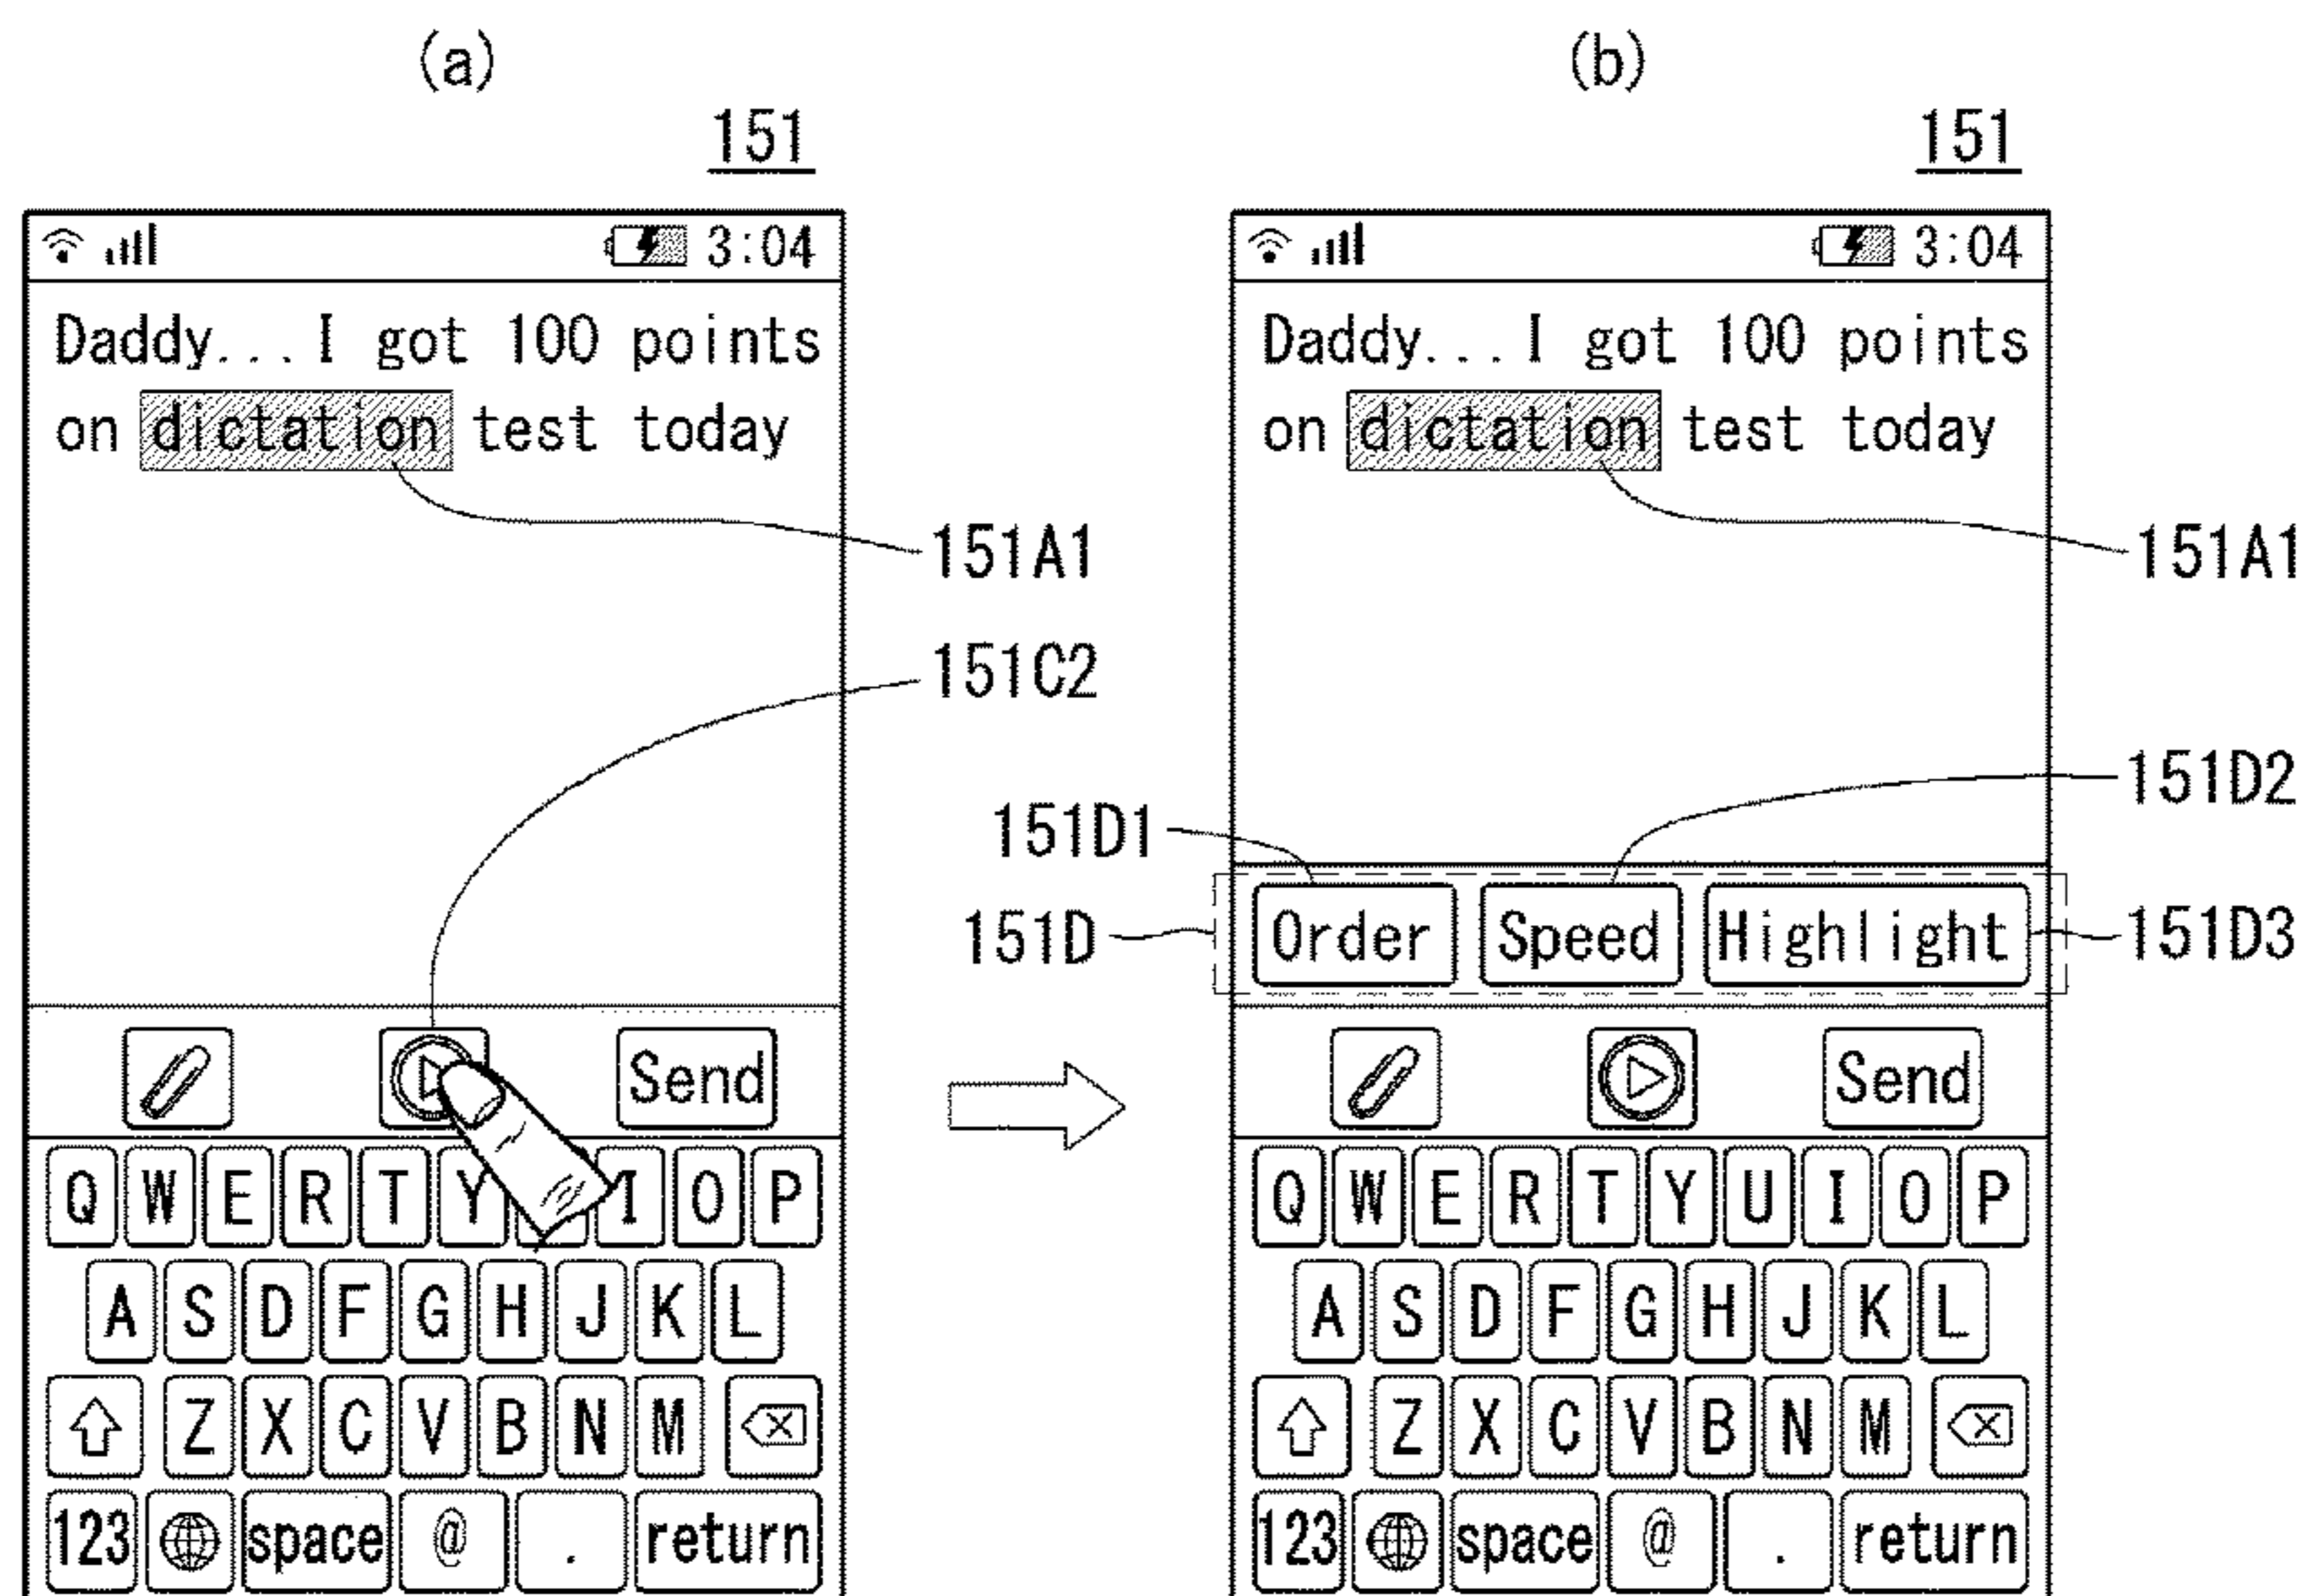 (a)
151
3:04
Daddy...I got 100 points
on dictation test today
151A1
151C2
Send
Q W E R T Y I O P
A S D F G H J K L
Z X C V B N M
123 space @ . return
(b)
151
3:04
Daddy...I got 100 points
on dictation test today
151A1
151D2
151D1
151D Order Speed Highlight 151D3
Send
Q W E R T Y U I O P
A S D F G H J K L
Z X C V B N M
123 space @ . return